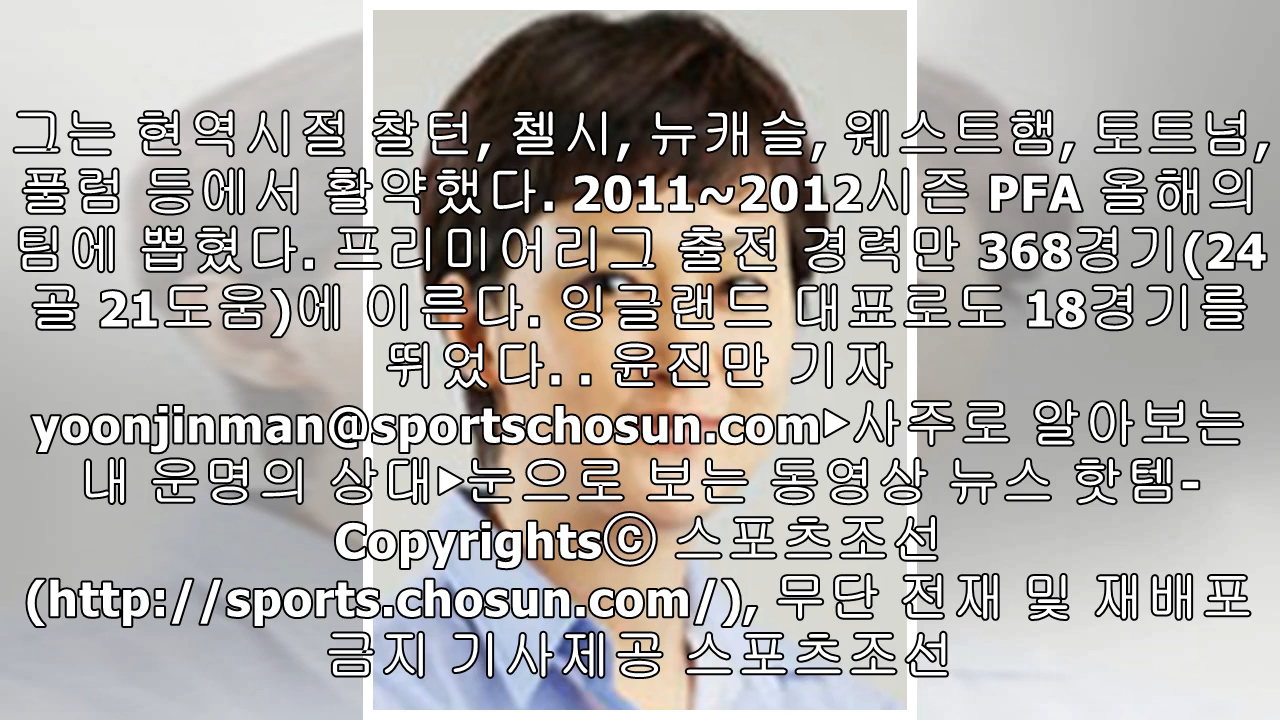 그는 현역시절 찰턴, 첼시, 뉴캐슬, 웨스트햄, 토트넘,
풀럼 등에서 활약했다. 2011~2012시즌 PFA 올해의
팀에 뽑혔다. 프리미어리그 출전 경력만 368경기(24
골 21도움)에 이른다. 잉글랜드 대표로도 18경기를
뛰었다. . 윤진만 기자
yoonjinman@sportschosun.com▶사주로 알아보는
내 운명의 상대▶눈으로 보는 동영상 뉴스 핫템-
Copyrightsⓒ 스포츠조선
(http://sports.chosun.com/), 무단 전재 및 재배포
금지 기사제공 스포츠조선